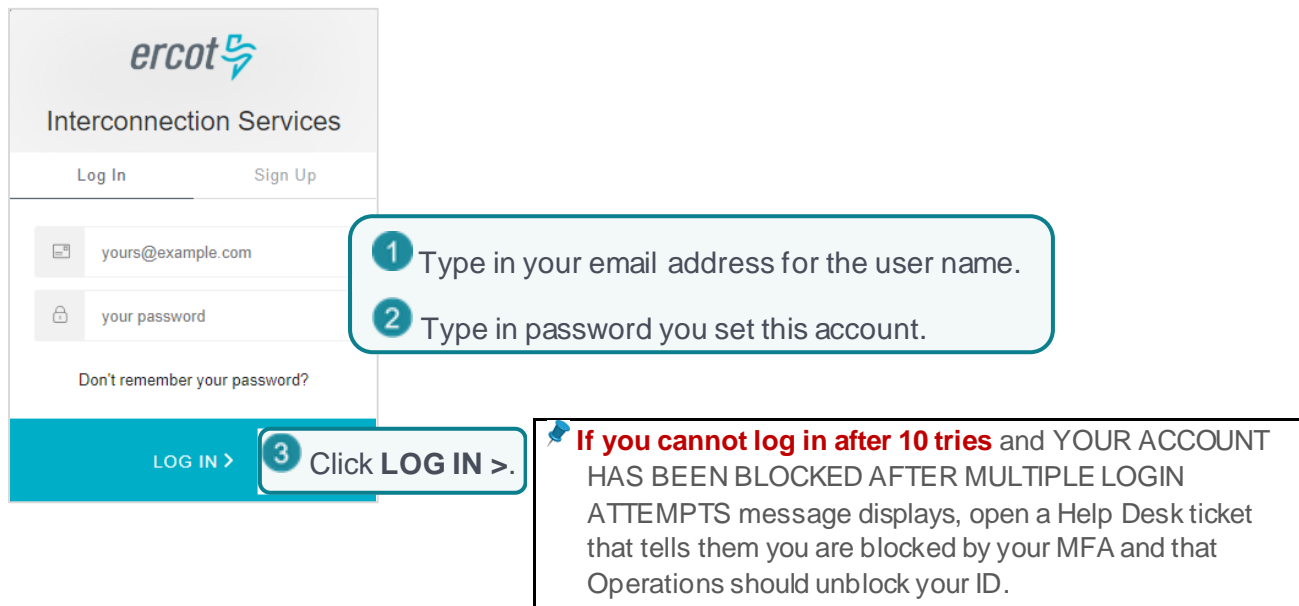 ercot
Interconnection Services
Log In Sign Up
yours@example.com
your password
Don't remember your password?
LOG IN >
1 Type in your email address for the user name.
2 Type in password you set this account.
3 Click LOG IN >.
If you cannot log in after 10 tries and YOUR ACCOUNT
HAS BEEN BLOCKED AFTER MULTIPLE LOGIN
ATTEMPTS message displays, open a Help Desk ticket
that tells them you are blocked by your MFA and that
Operations should unblock your ID.